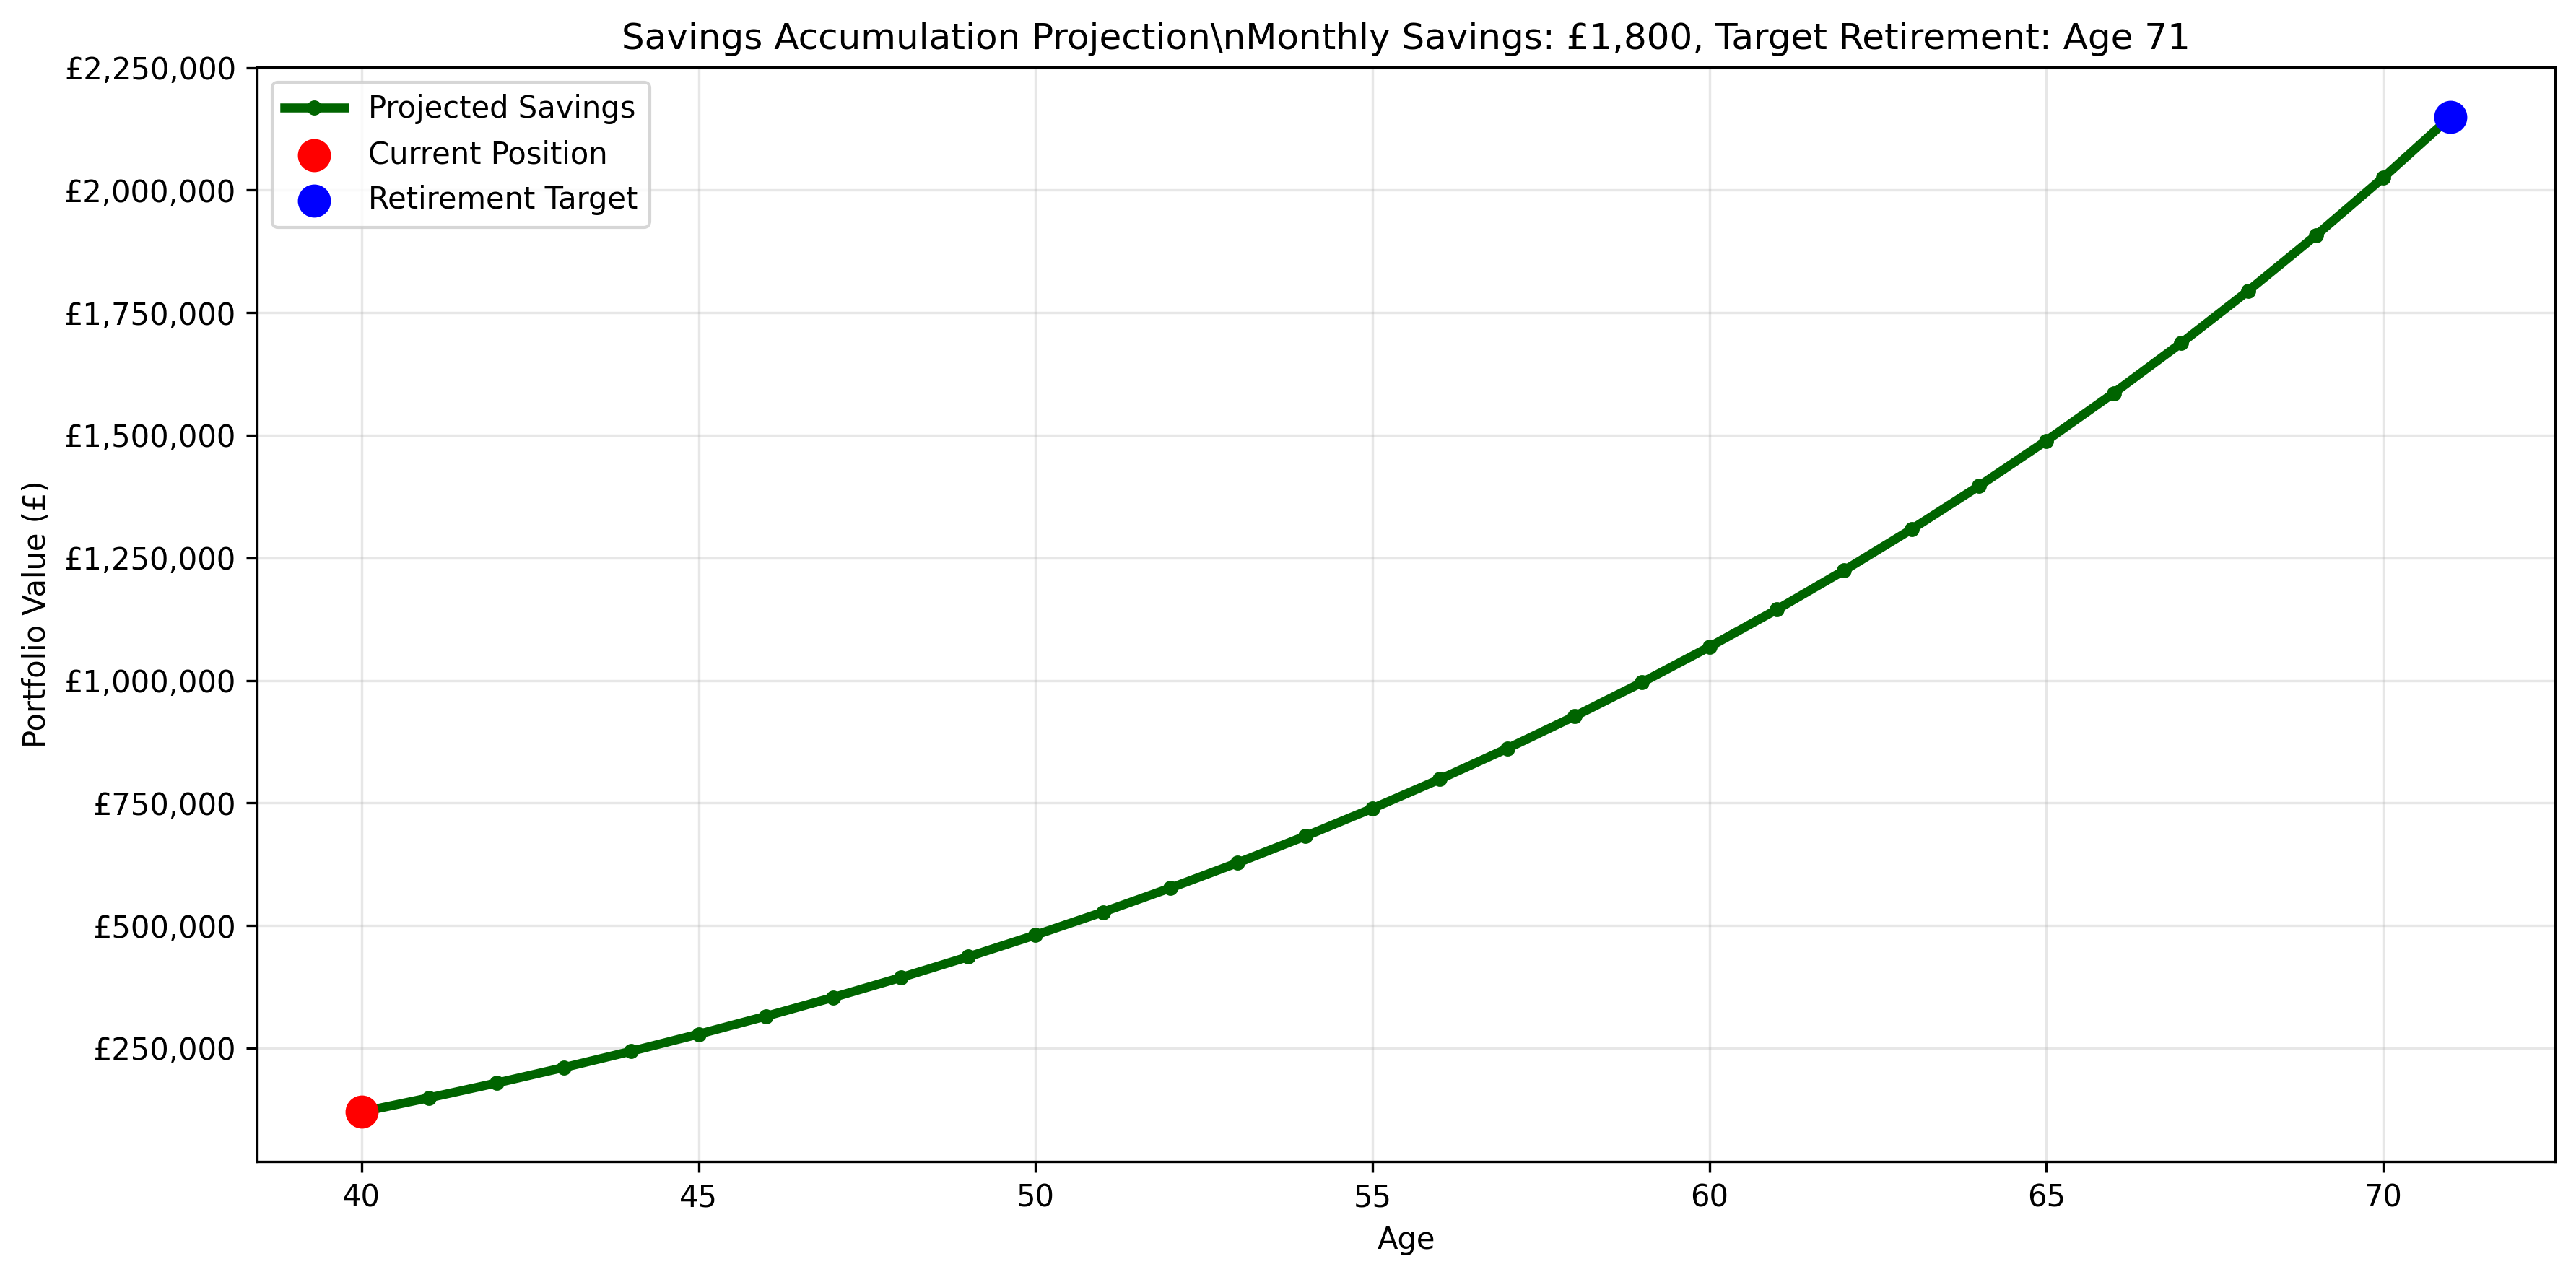 Savings Accumulation Projection\nMonthly Savings: £1,800, Target Retirement: Age 71
£2,250,000
£2,000,000
£1,750,000
£1,500,000
£1,250,000
£1,000,000
£750,000
£500,000
£250,000
Portfolio Value (£)
Projected Savings
Current Position
Retirement Target
40 45 50 55 60 65 70
Age